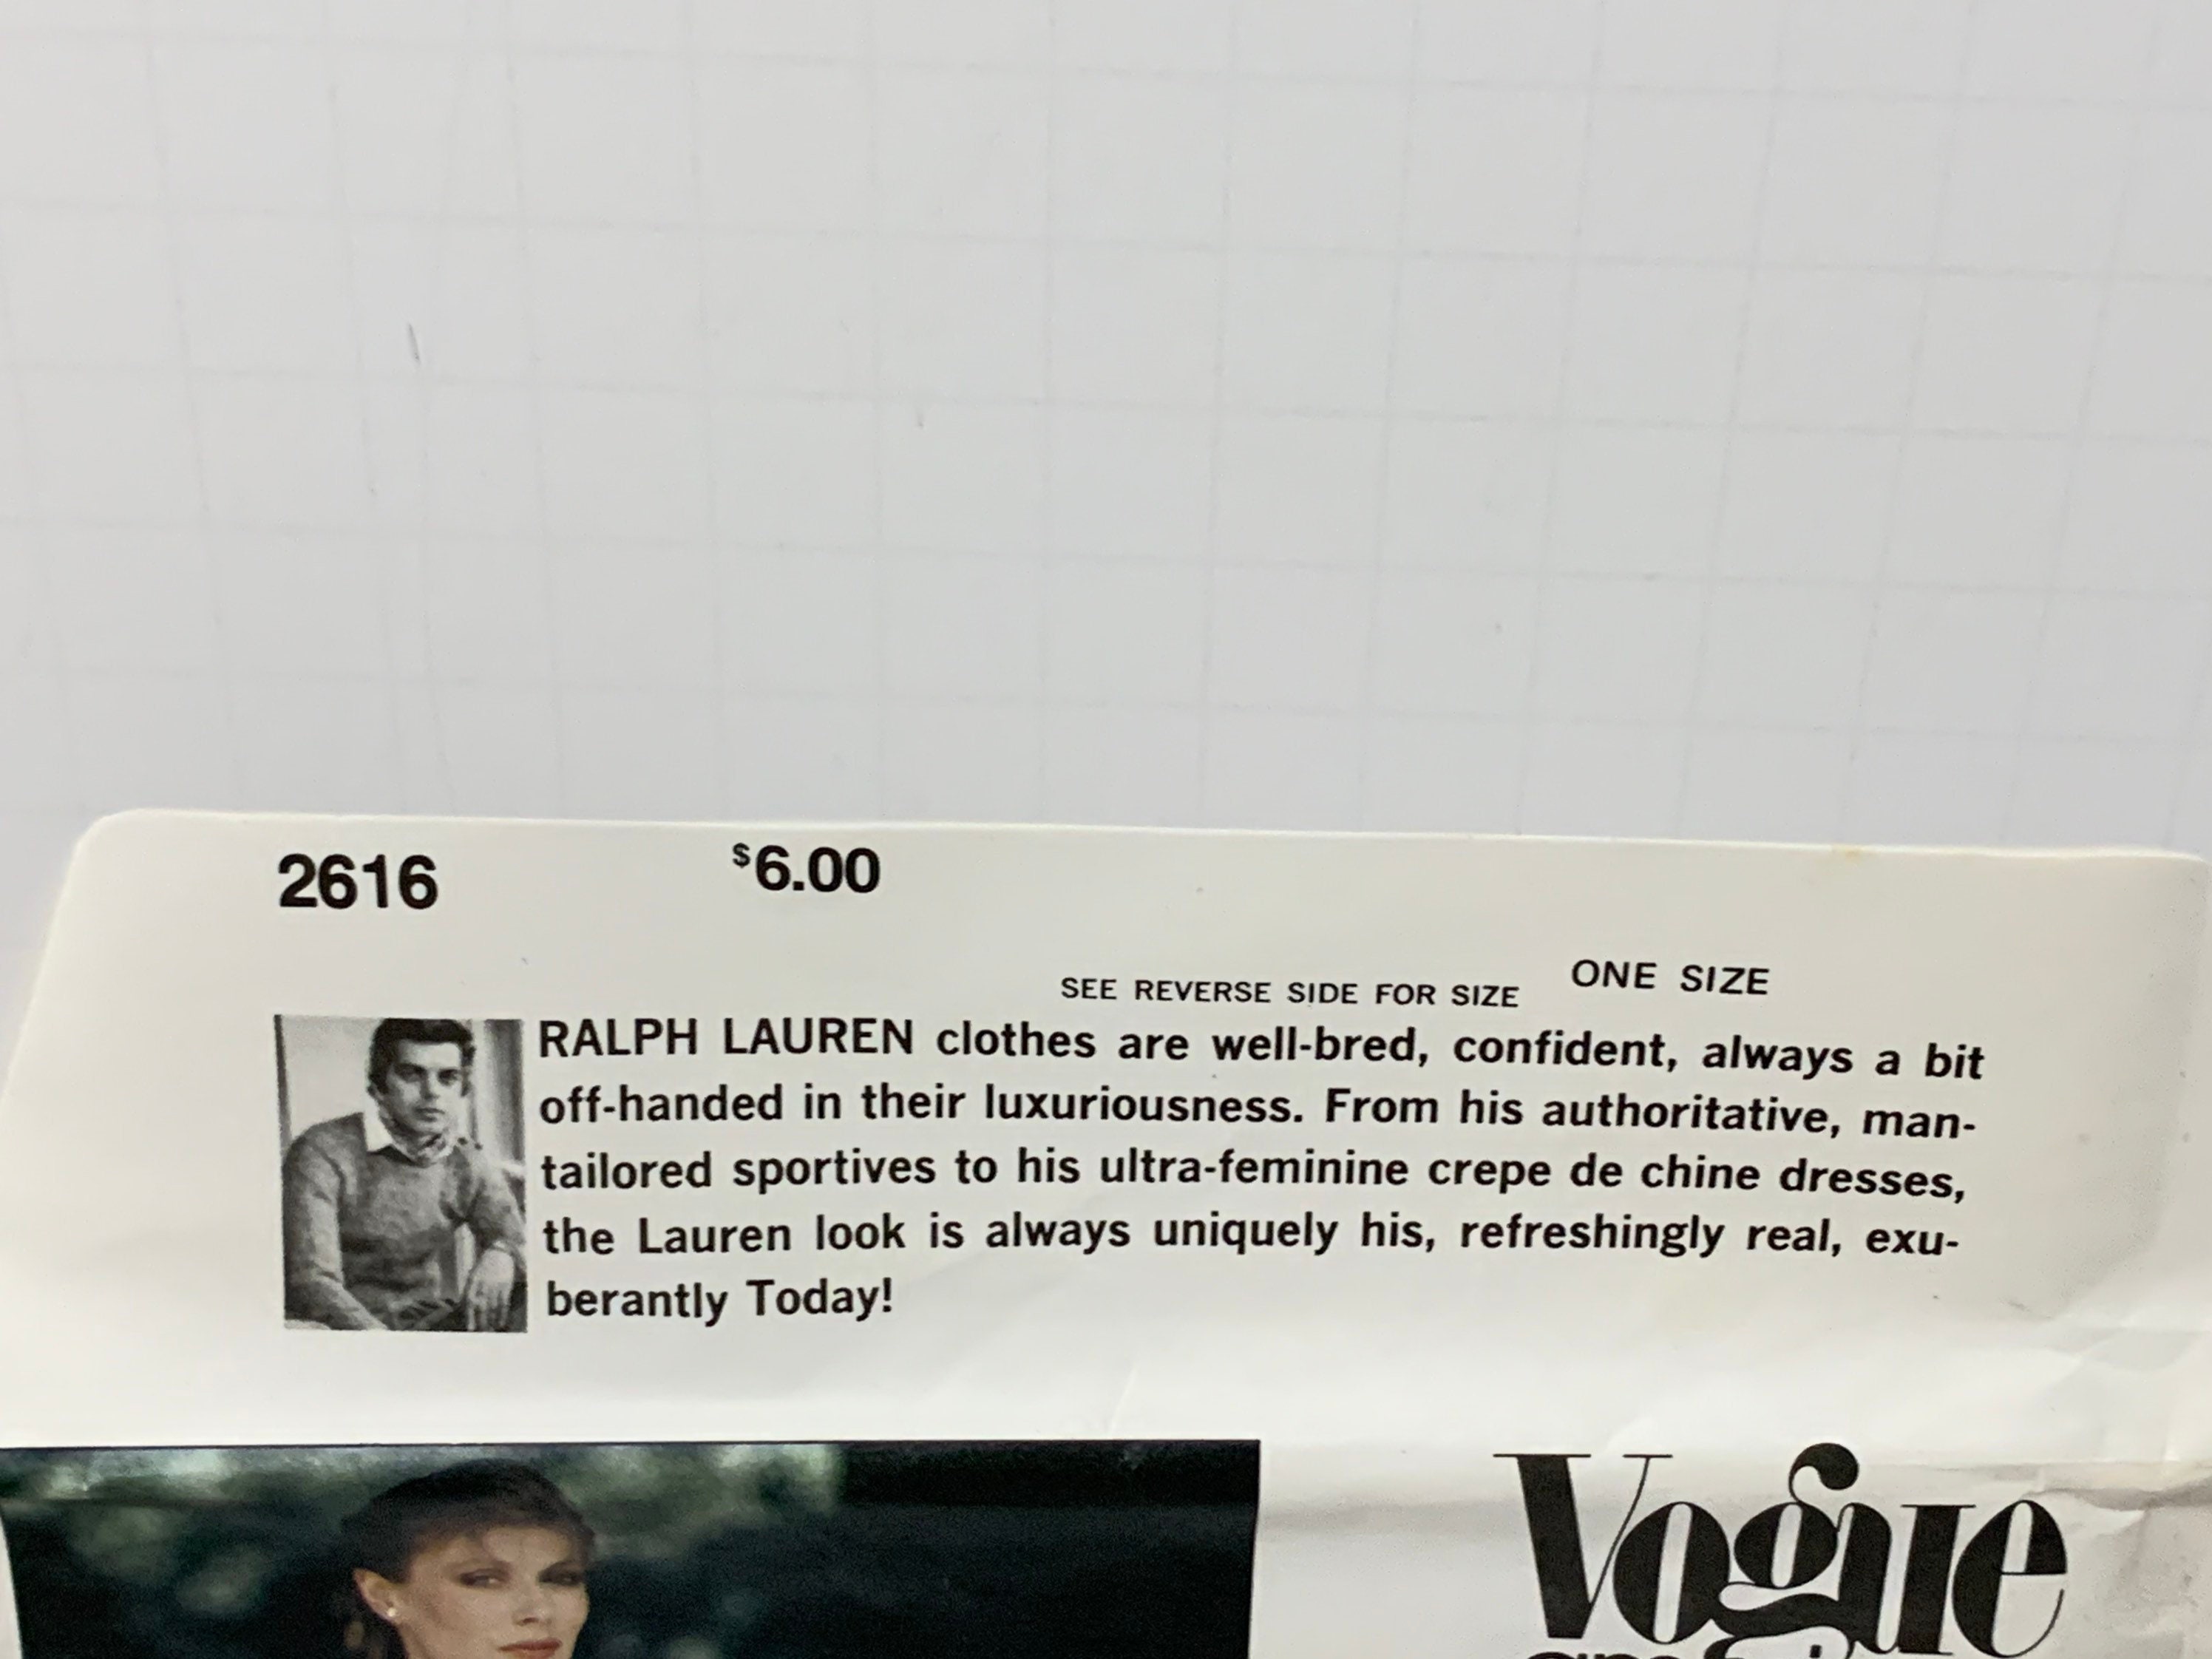 2616 $6.00
SEE REVERSE SIDE FOR SIZE ONE SIZE
RALPH LAUREN clothes are well-bred, confident, always a bit
off-handed in their luxuriousness. From his authoritative, man-
tailored sportives to his ultra-feminine crepe de chine dresses,
the Lauren look is always uniquely his, refreshingly real, exu-
berantly Today!
Vogue